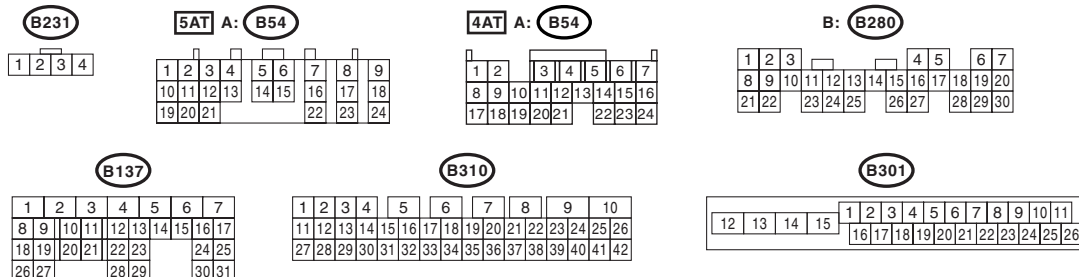 B231
5AT A: B54
4AT A: B54
B: B280
1 2 3 4
1 2 3 4 5 6 7 8 9
10 11 12 13 14 15 16 17 18
19 20 21 22 23 24
1 2 3 4 5 6 7
8 9 10 11 12 13 14 15 16
17 18 19 20 21 22 23 24
1 2 3 4 5 6 7
8 9 10 11 12 13 14 15 16 17 18 19 20
21 22 23 24 25 26 27 28 29 30
B137
B310
B301
1 2 3 4 5 6 7
8 9 10 11 12 13 14 15 16 17
18 19 20 21 22 23 24 25
26 27 28 29 30 31
1 2 3 4 5 6 7 8 9 10
11 12 13 14 15 16 17 18 19 20 21 22 23 24 25 26
27 28 29 30 31 32 33 34 35 36 37 38 39 40 41 42
12 13 14 15
1 2 3 4 5 6 7 8 9 10 11
16 17 18 19 20 21 22 23 24 25 26